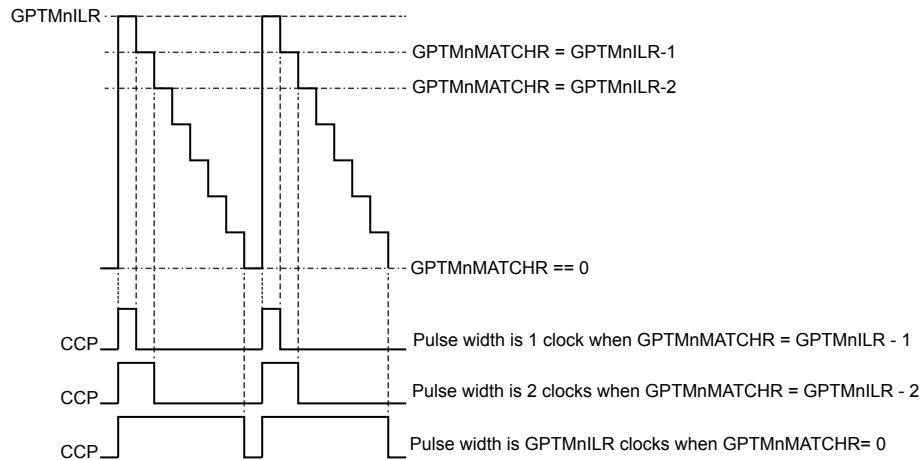 GPTMnILR
GPTMnMATCHR = GPTMnILR-1
GPTMnMATCHR = GPTMnILR-2
GPTMnMATCHR == 0
CCP
Pulse width is 1 clock when GPTMnMATCHR = GPTMnILR - 1
CCP
Pulse width is 2 clocks when GPTMnMATCHR = GPTMnILR - 2
CCP
Pulse width is GPTMnILR clocks when GPTMnMATCHR= 0